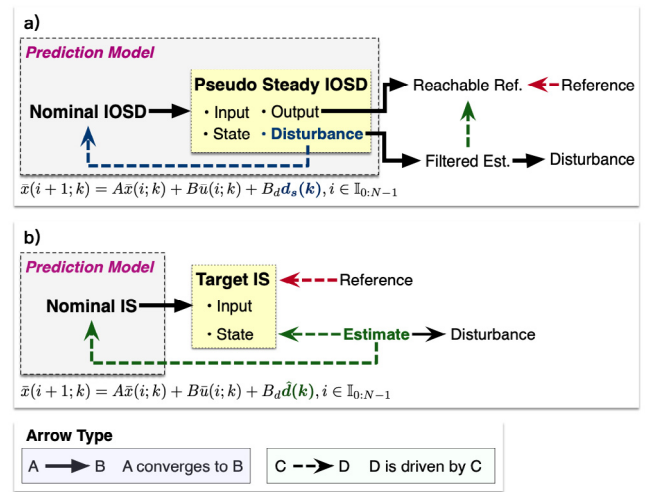 a)
Prediction Model
Pseudo Steady IOSD
Nominal IOSD
· Input · Output
· State · Disturbance
Reachable Ref.
Reference
Filtered Est.
Disturbance
x̄(i + 1; k) = Ax̄(i; k) + Bū(i; k) + B_d d_s(k), i ∈ 𝕀_{0:N−1}
b)
Prediction Model
Target IS
Reference
Nominal IS
· Input
· State
Estimate
Disturbance
x̄(i + 1; k) = Ax̄(i; k) + Bū(i; k) + B_d d̂(k), i ∈ 𝕀_{0:N−1}
Arrow Type
A B A converges to B
C D D is driven by C